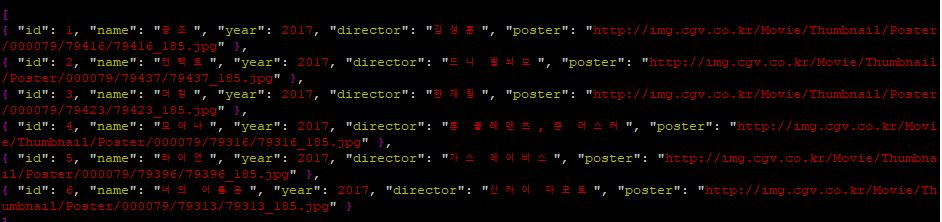 [
{ "id": 1, "name": "공조", "year": 2017, "director": "김성훈", "poster": "http://img.cgv.co.kr/Movie/Thumbnail/Poster
/000079/79416/79416_185.jpg" },
{ "id": 2, "name": "컨택트", "year": 2017, "director": "드니 빌뇌브", "poster": "http://img.cgv.co.kr/Movie/Thumbnail
/Poster/000079/79437/79437_185.jpg" },
{ "id": 3, "name": "더킹", "year": 2017, "director": "한재림", "poster": "http://img.cgv.co.kr/Movie/Thumbnail/Poster
/000079/79423/79423_185.jpg" },
{ "id": 4, "name": "모아나", "year": 2017, "director": "론 클레멘츠,존 머스커", "poster": "http://img.cgv.co.kr/Movi
e/Thumbnail/Poster/000079/79316/79316_185.jpg" },
{ "id": 5, "name": "라이언", "year": 2017, "director": "가스 데이비스", "poster": "http://img.cgv.co.kr/Movie/Thumbna
il/Poster/000079/79396/79396_185.jpg" },
{ "id": 6, "name": "너의 이름은", "year": 2017, "director": "신카이 마코토", "poster": "http://img.cgv.co.kr/Movie/Th
umbnail/Poster/000079/79313/79313_185.jpg" }
]